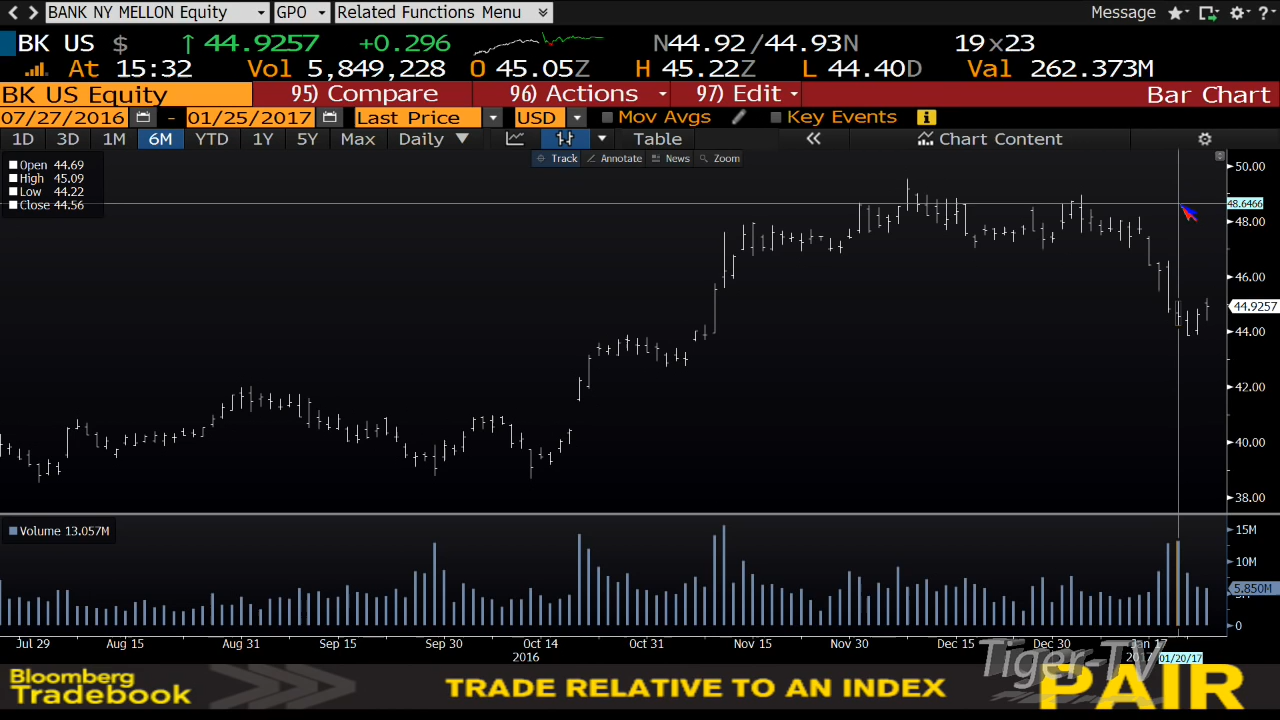 BANK NY MELLON Equity GPO Related Functions Menu Message ?
BK US $ ↑ 44.9257 +0.296 N44.92 /44.93N 19x23
At 15:32 Vol 5,849,228 O 45.05Z H 45.22Z L 44.40D Val 262.373M
BK US Equity 95) Compare 96) Actions 97) Edit Bar Chart
07/27/2016 - 01/25/2017 Last Price USD Mov Avgs Key Events i
1D 3D 1M 6M YTD 1Y 5Y Max Daily ▼ Table « Chart Content
Track Annotate News Zoom
Open 44.69
High 45.09
Low 44.22
Close 44.56
50.00
48.6466
48.00
46.00
44.9257
44.00
42.00
40.00
38.00
Volume 13.057M
15M
10M
5.850M
0
Jul 29 Aug 15 Aug 31 Sep 15 Sep 30 Oct 14 Oct 31 Nov 15 Nov 30 Dec 15 Dec 30 Jan 17
2016 01/20/17
Tiger-TV
Bloomberg
Tradebook
TRADE RELATIVE TO AN INDEX
PAIR